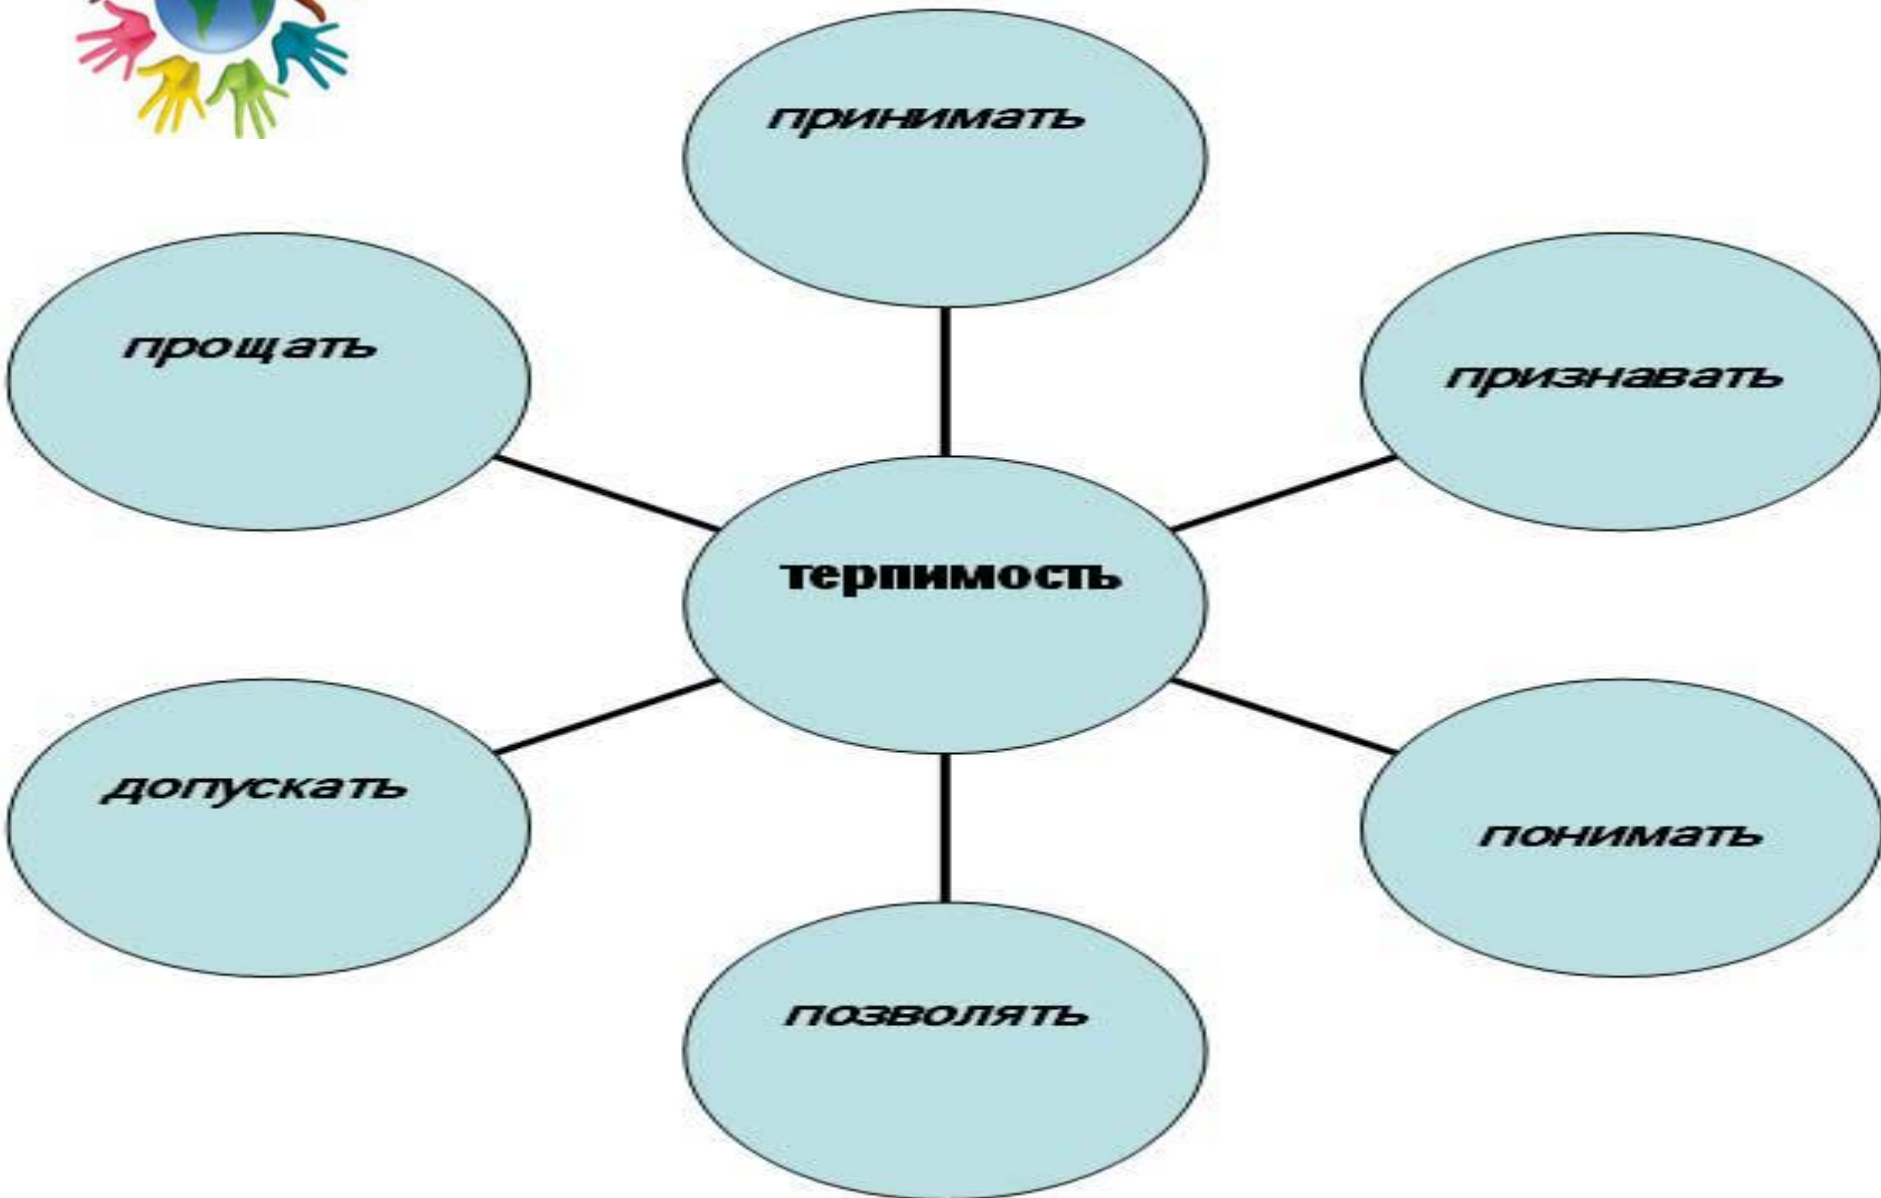 принимать
прощать
признавать
терпимость
допускать
понимать
позволять